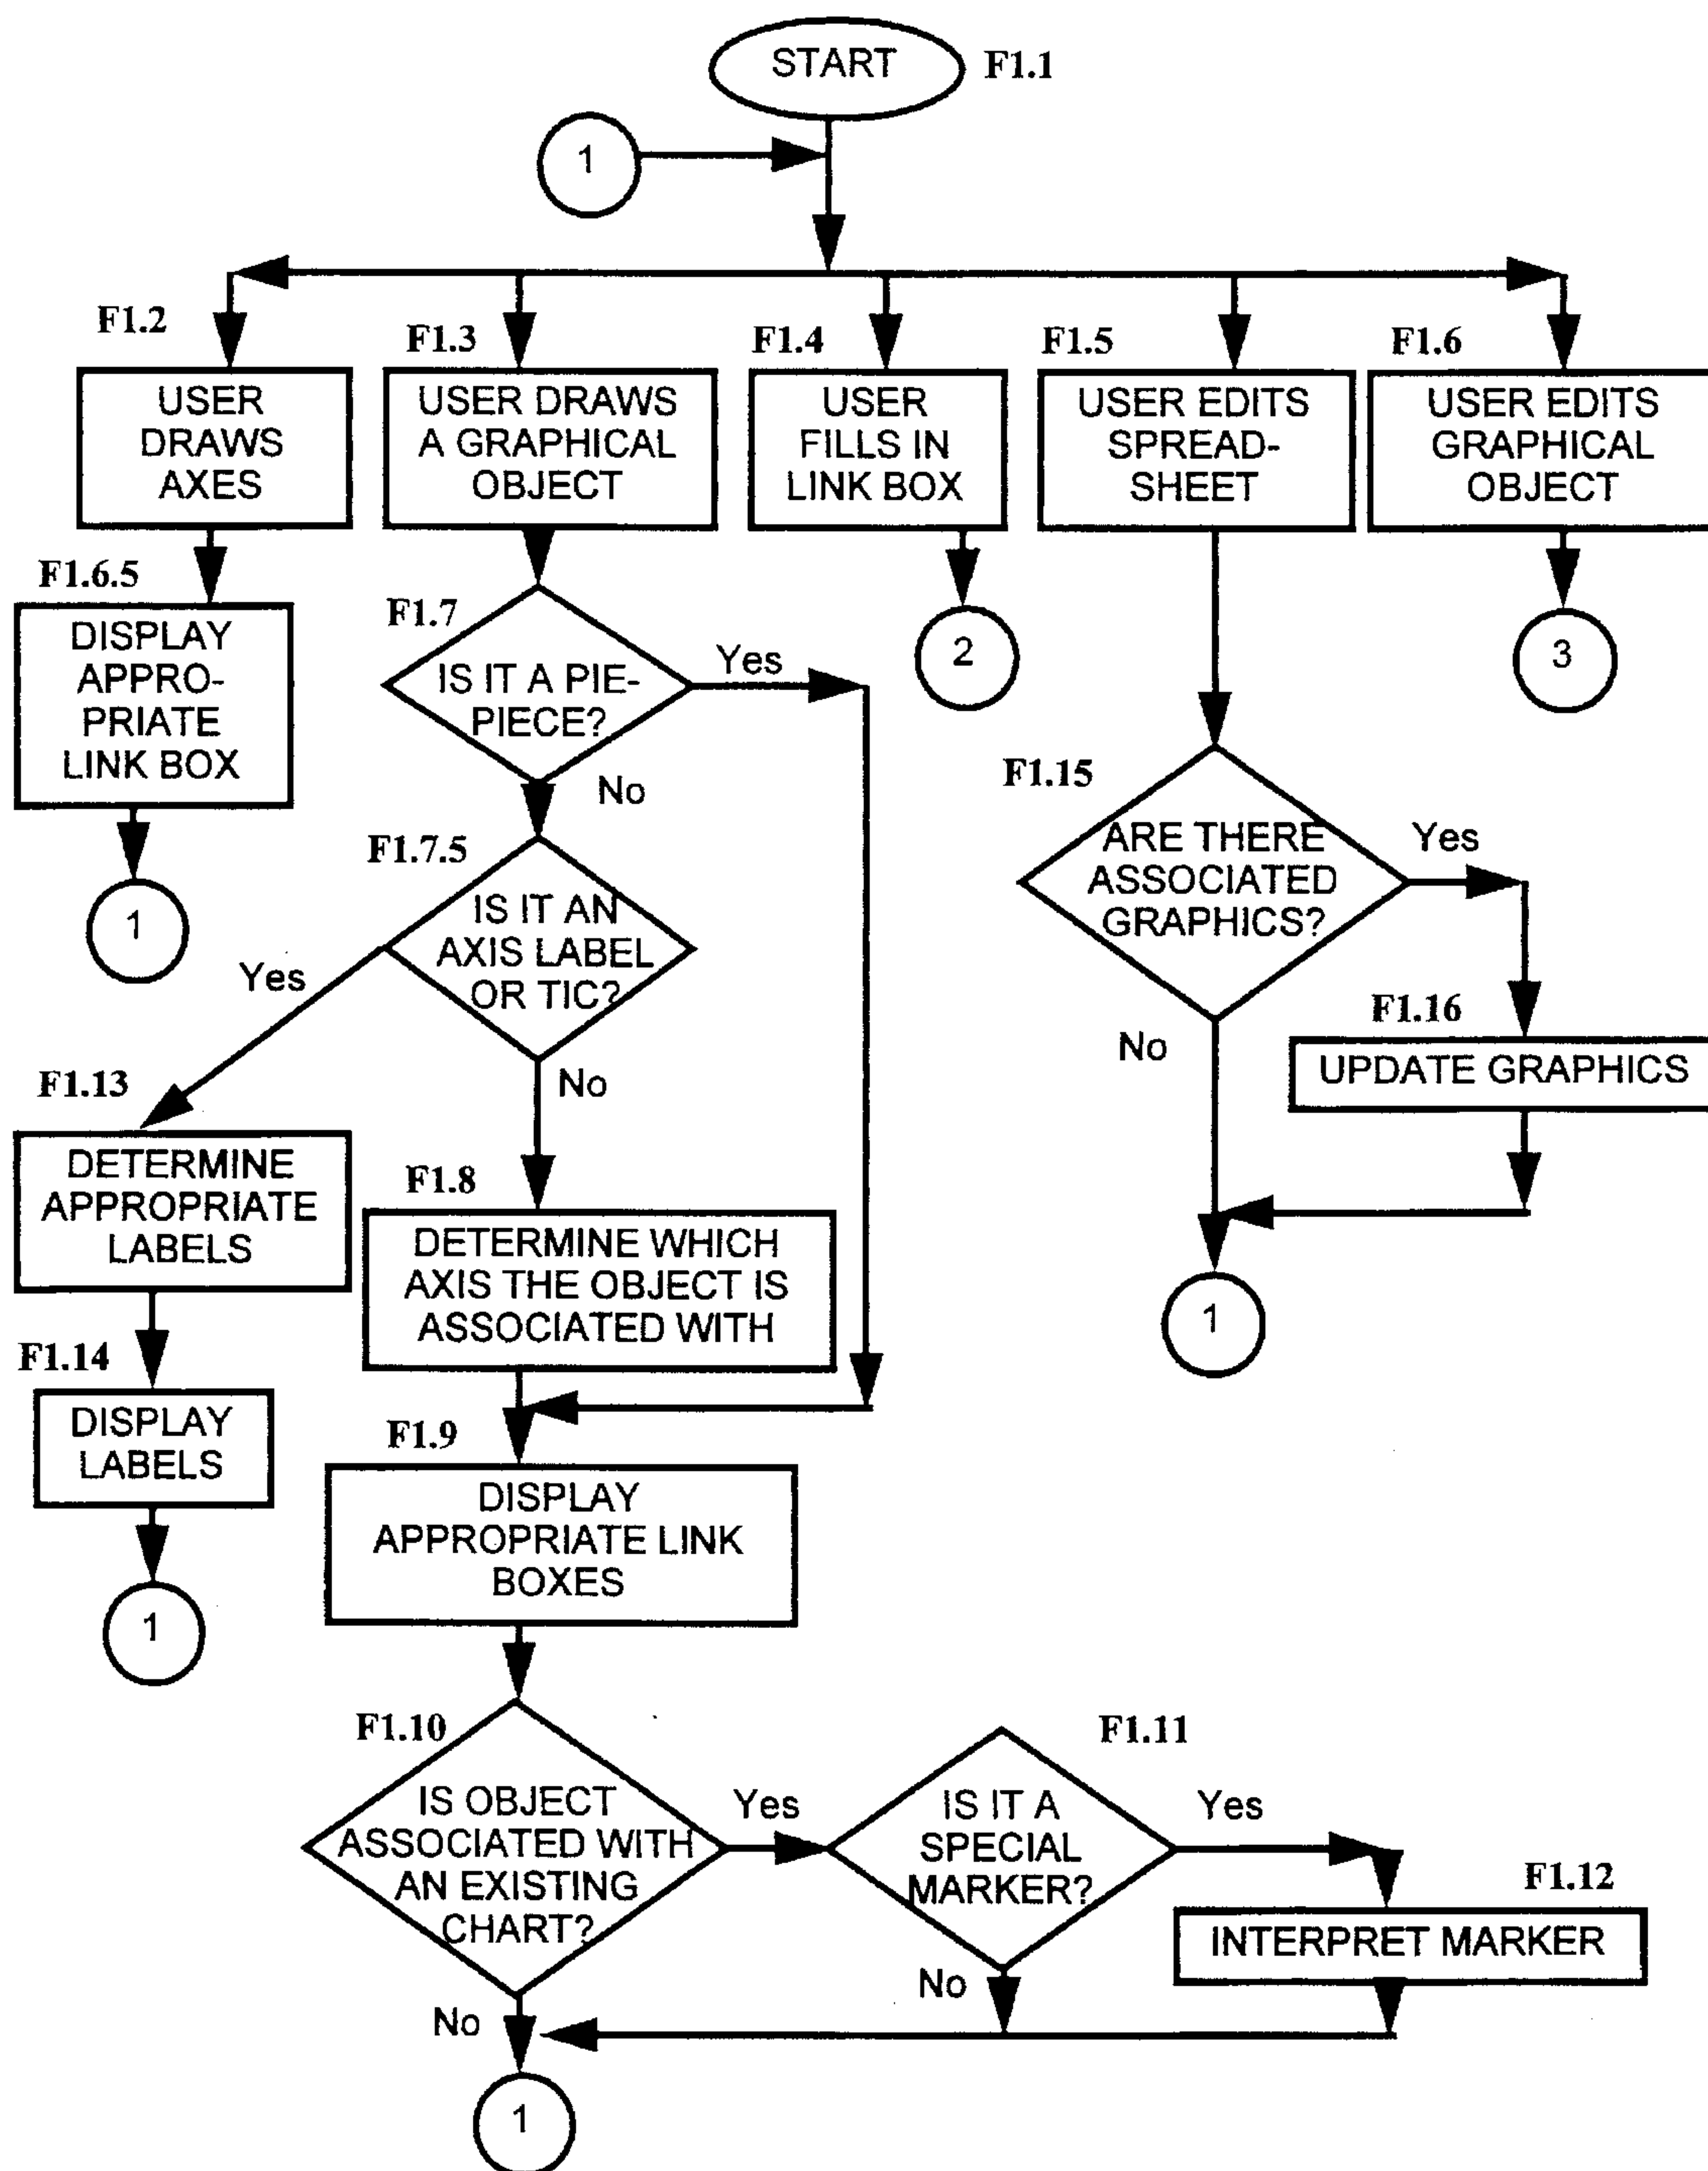 START
F1.1
1
F1.2
F1.3
F1.4
F1.5
F1.6
USER
DRAWS
AXES
USER DRAWS
A GRAPHICAL
OBJECT
USER
FILLS IN
LINK BOX
USER EDITS
SPREAD-
SHEET
USER EDITS
GRAPHICAL
OBJECT
F1.6.5
DISPLAY
APPRO-
PRIATE
LINK BOX
1
F1.7
IS IT A PIE-
PIECE?
Yes
No
2
3
F1.7.5
IS IT AN
AXIS LABEL
OR TIC?
Yes
No
F1.15
ARE THERE
ASSOCIATED
GRAPHICS?
Yes
No
F1.16
UPDATE GRAPHICS
1
F1.13
DETERMINE
APPROPRIATE
LABELS
F1.14
DISPLAY
LABELS
1
F1.8
DETERMINE WHICH
AXIS THE OBJECT IS
ASSOCIATED WITH
F1.9
DISPLAY
APPROPRIATE LINK
BOXES
F1.10
IS OBJECT
ASSOCIATED WITH
AN EXISTING
CHART?
Yes
No
F1.11
IS IT A
SPECIAL
MARKER?
Yes
No
F1.12
INTERPRET MARKER
1